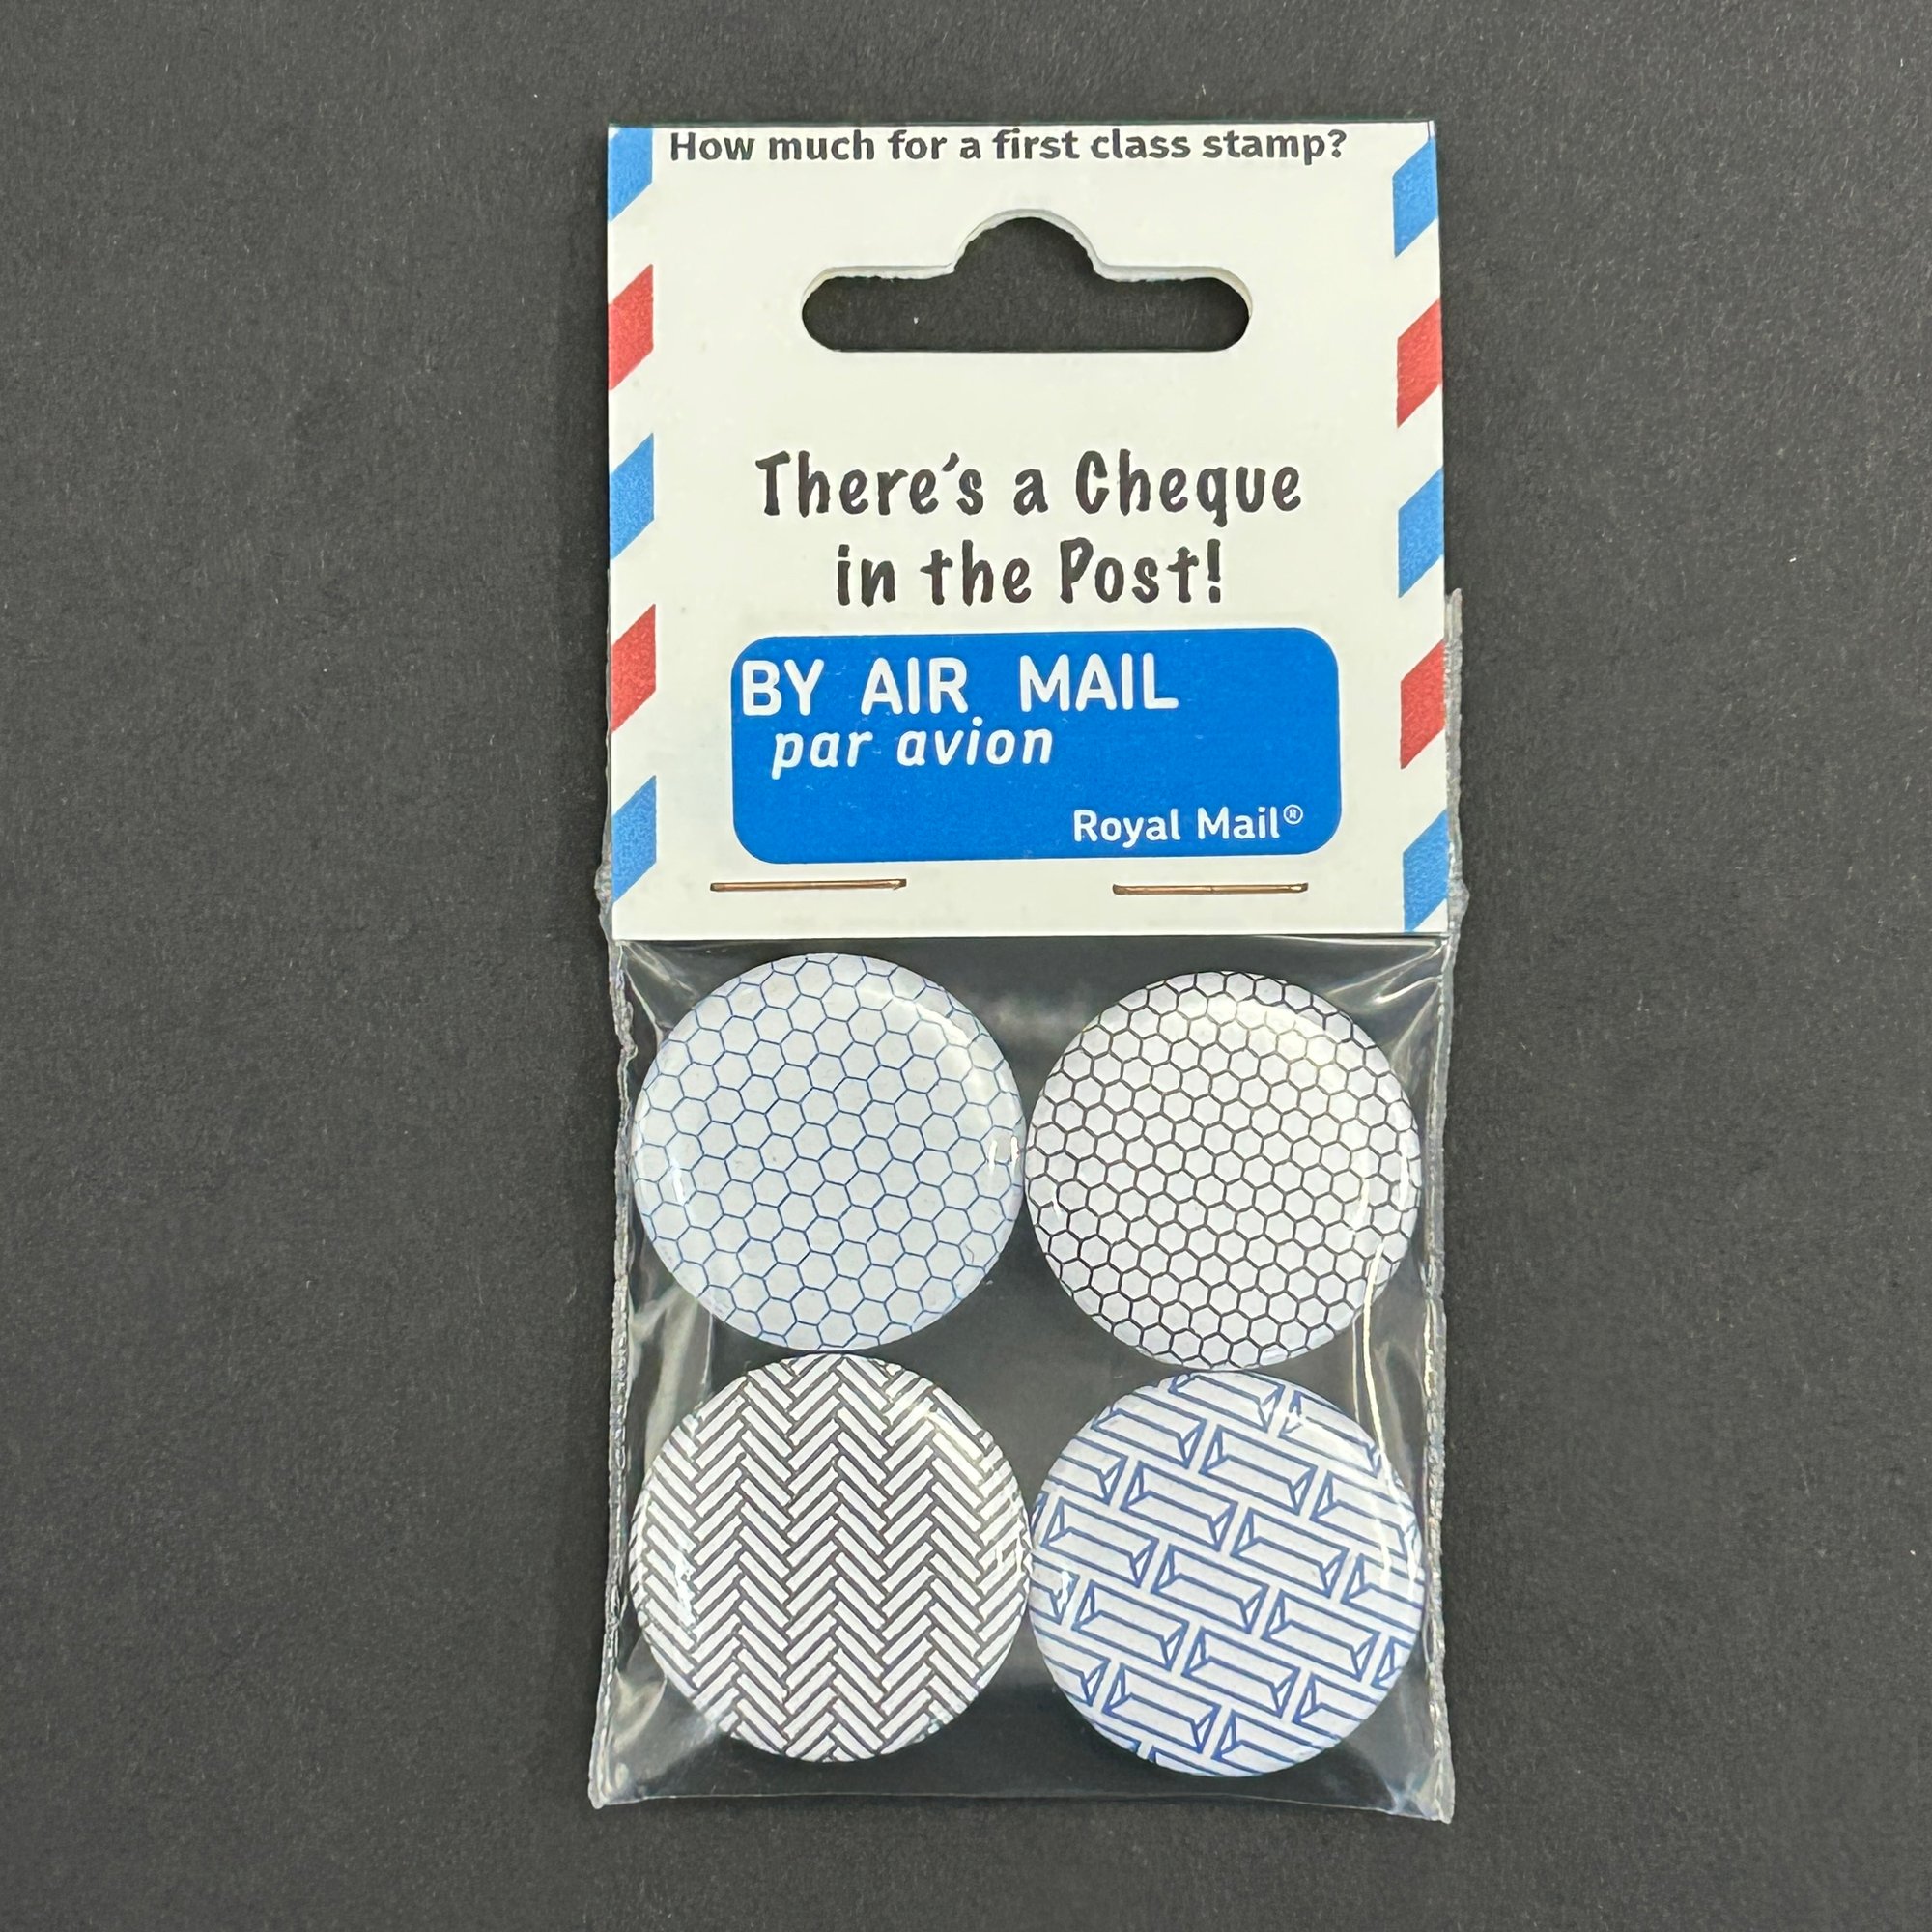 How much for a first class stamp?
There's a Cheque
in the Post!
BY AIR MAIL
par avion
Royal Mail®